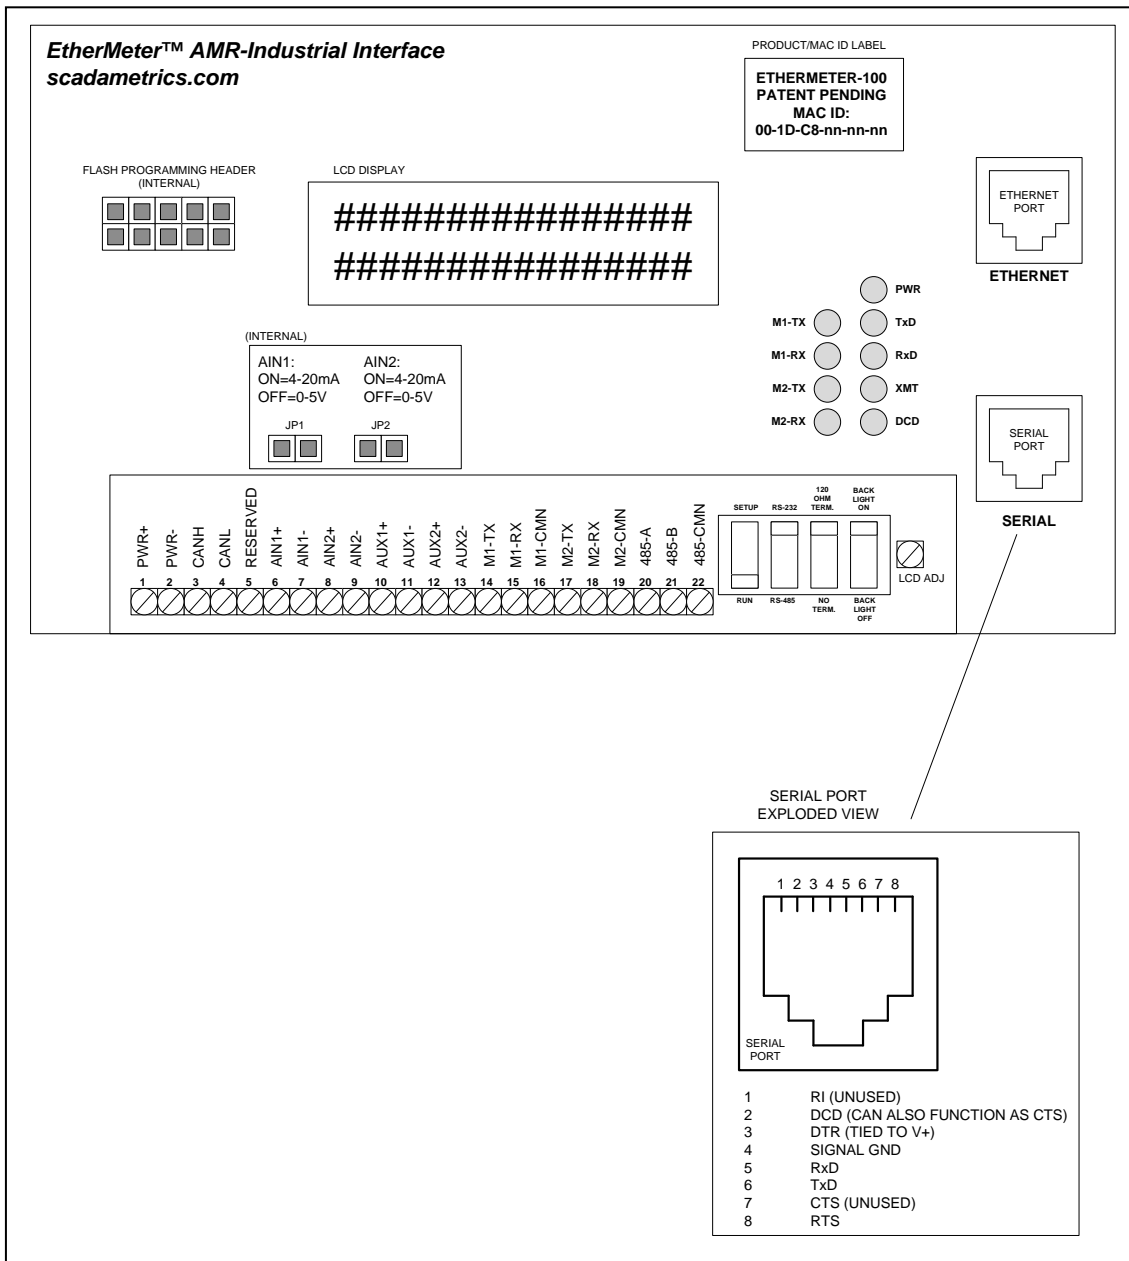 EtherMeter™ AMR-Industrial Interface
scadametrics.com
PRODUCT/MAC ID LABEL
ETHERMETER-100
PATENT PENDING
MAC ID:
00-1D-C8-nn-nn-nn
FLASH PROGRAMMING HEADER
(INTERNAL)
LCD DISPLAY
################
################
ETHERNET
PORT
ETHERNET
PWR
M1-TX TxD
M1-RX RxD
M2-TX XMT
M2-RX DCD
(INTERNAL)
AIN1: AIN2:
ON=4-20mA ON=4-20mA
OFF=0-5V OFF=0-5V
JP1 JP2
SERIAL
PORT
SERIAL
PWR+ PWR- CANH CANL RESERVED AIN1+ AIN1- AIN2+ AIN2- AUX1+ AUX1- AUX2+ AUX2- M1-TX M1-RX M1-CMN M2-TX M2-RX M2-CMN 485-A 485-B 485-CMN
1 2 3 4 5 6 7 8 9 10 11 12 13 14 15 16 17 18 19 20 21 22
SETUP
RUN
RS-232
RS-485
120
OHM
TERM.
NO
TERM.
BACK
LIGHT
ON
BACK
LIGHT
OFF
LCD ADJ
SERIAL PORT
EXPLODED VIEW
1 2 3 4 5 6 7 8
SERIAL
PORT
1 RI (UNUSED)
2 DCD (CAN ALSO FUNCTION AS CTS)
3 DTR (TIED TO V+)
4 SIGNAL GND
5 RxD
6 TxD
7 CTS (UNUSED)
8 RTS